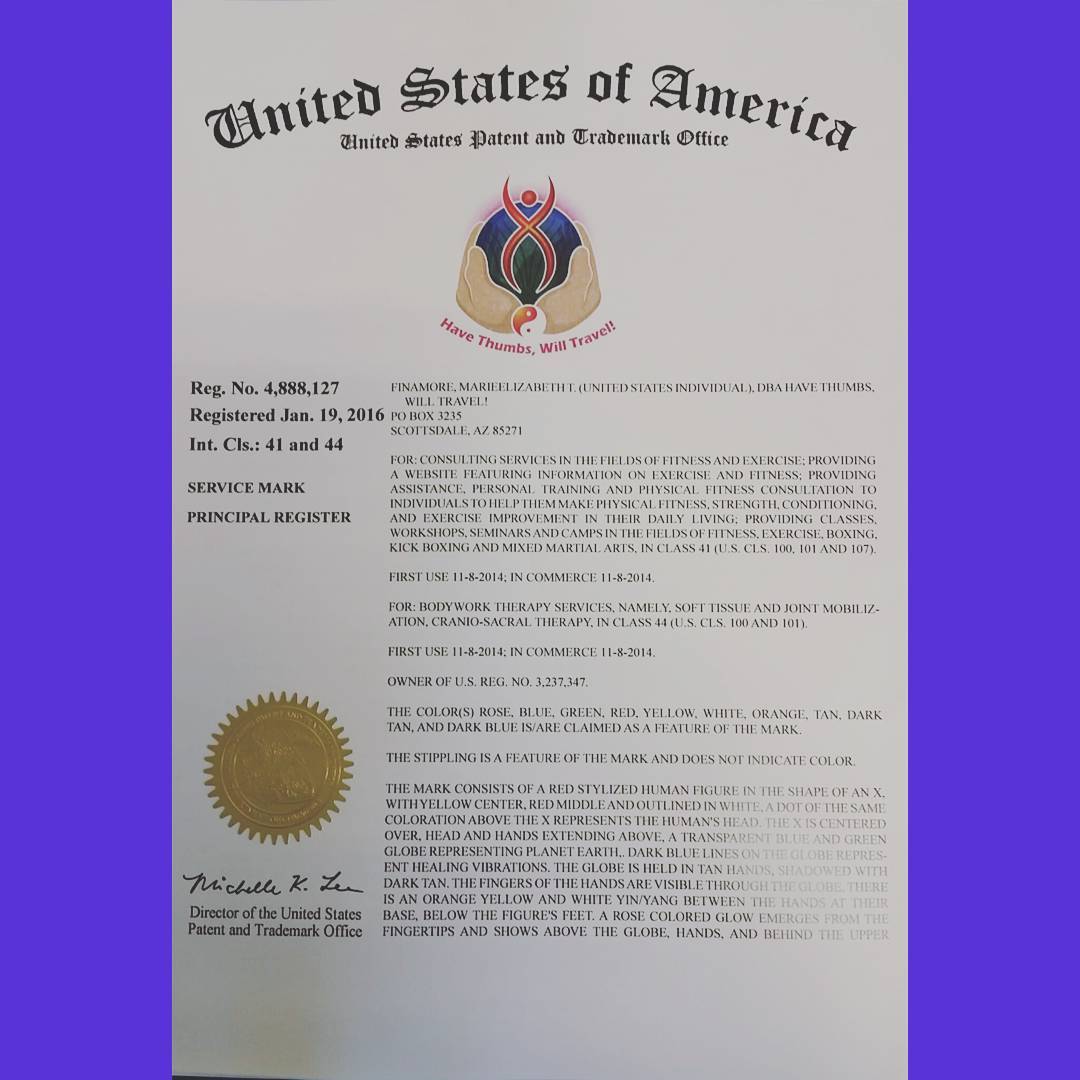 United States of America
United States Patent and Trademark Office
Have Thumbs, Will Travel!
Reg. No. 4,888,127
Registered Jan. 19, 2016
Int. Cls.: 41 and 44
SERVICE MARK
PRINCIPAL REGISTER
FINAMORE, MARIEELIZABETH T. (UNITED STATES INDIVIDUAL), DBA HAVE THUMBS,
WILL TRAVEL!
PO BOX 3235
SCOTTSDALE, AZ 85271
FOR: CONSULTING SERVICES IN THE FIELDS OF FITNESS AND EXERCISE; PROVIDING
A WEBSITE FEATURING INFORMATION ON EXERCISE AND FITNESS; PROVIDING
ASSISTANCE, PERSONAL TRAINING AND PHYSICAL FITNESS CONSULTATION TO
INDIVIDUALS TO HELP THEM MAKE PHYSICAL FITNESS, STRENGTH, CONDITIONING,
AND EXERCISE IMPROVEMENT IN THEIR DAILY LIVING; PROVIDING CLASSES,
WORKSHOPS, SEMINARS AND CAMPS IN THE FIELDS OF FITNESS, EXERCISE, BOXING,
KICK BOXING AND MIXED MARTIAL ARTS, IN CLASS 41 (U.S. CLS. 100, 101 AND 107).
FIRST USE 11-8-2014; IN COMMERCE 11-8-2014.
FOR: BODYWORK THERAPY SERVICES, NAMELY, SOFT TISSUE AND JOINT MOBILIZ-
ATION, CRANIO-SACRAL THERAPY, IN CLASS 44 (U.S. CLS. 100 AND 101).
FIRST USE 11-8-2014; IN COMMERCE 11-8-2014.
OWNER OF U.S. REG. NO. 3,237,347.
THE COLOR(S) ROSE, BLUE, GREEN, RED, YELLOW, WHITE, ORANGE, TAN, DARK
TAN, AND DARK BLUE IS/ARE CLAIMED AS A FEATURE OF THE MARK.
THE STIPPLING IS A FEATURE OF THE MARK AND DOES NOT INDICATE COLOR.
THE MARK CONSISTS OF A RED STYLIZED HUMAN FIGURE IN THE SHAPE OF AN X,
WITH YELLOW CENTER, RED MIDDLE AND OUTLINED IN WHITE, A DOT OF THE SAME
COLORATION ABOVE THE X REPRESENTS THE HUMAN'S HEAD. THE X IS CENTERED
OVER, HEAD AND HANDS EXTENDING ABOVE, A TRANSPARENT BLUE AND GREEN
GLOBE REPRESENTING PLANET EARTH,. DARK BLUE LINES ON THE GLOBE REPRES-
ENT HEALING VIBRATIONS. THE GLOBE IS HELD IN TAN HANDS, SHADOWED WITH
DARK TAN. THE FINGERS OF THE HANDS ARE VISIBLE THROUGH THE GLOBE. THERE
IS AN ORANGE YELLOW AND WHITE YIN/YANG BETWEEN THE HANDS AT THEIR
BASE, BELOW THE FIGURE'S FEET. A ROSE COLORED GLOW EMERGES FROM THE
FINGERTIPS AND SHOWS ABOVE THE GLOBE, HANDS, AND BEHIND THE UPPER
Michelle K. Lee
Director of the United States
Patent and Trademark Office